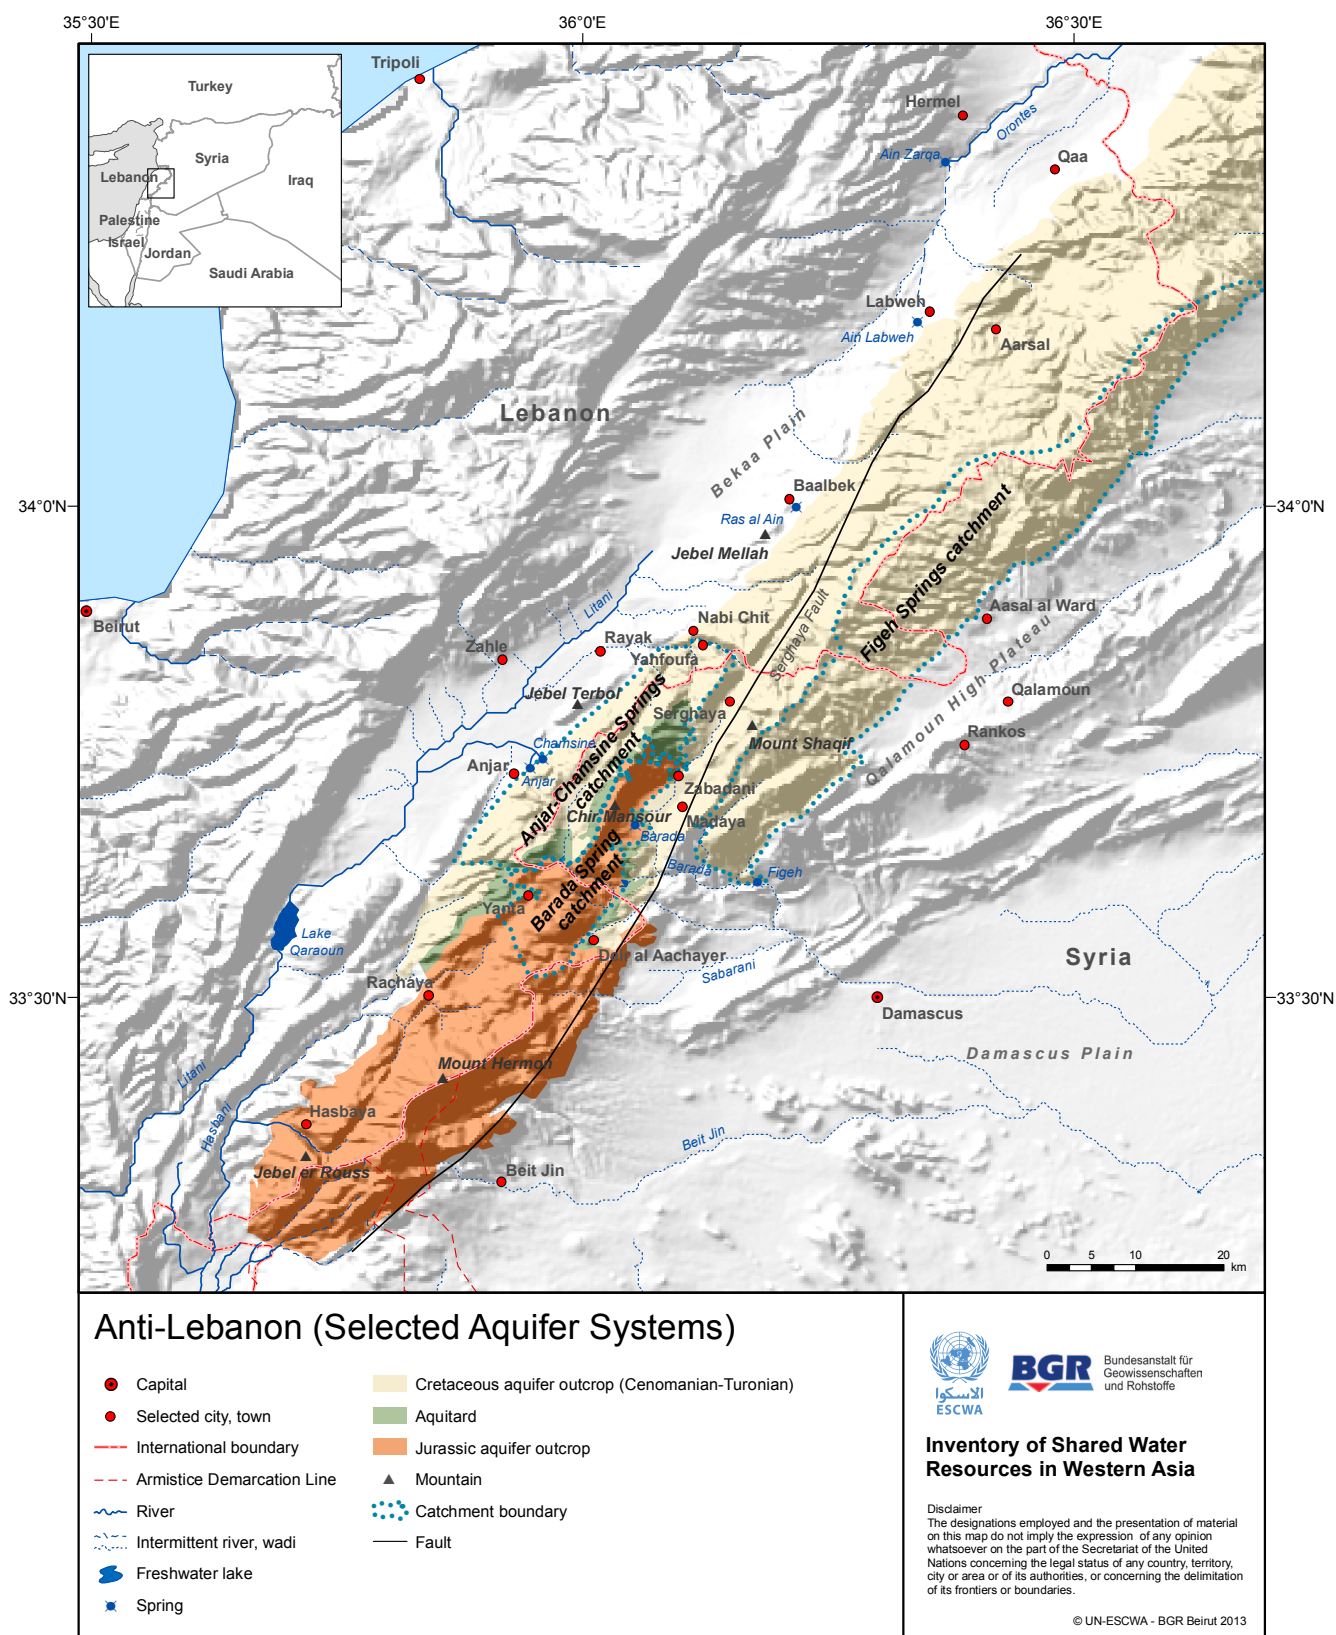 35°30'E
36°0'E
36°30'E
Turkey
Syria
Lebanon
Iraq
Palestine
Israel
Jordan
Saudi Arabia
Tripoli
Hermel
Orontes
Ain Zarqa
Qaa
Labweh
Ain Labweh
Aarsal
Lebanon
Bekaa Plain
Baalbek
34°0'N
34°0'N
Ras al Ain
Jebel Mellah
Figeh Springs catchment
Beirut
Litani
Aasal al Ward
Nabi Chit
Serghaya Fault
Rayak
Zahle
Yahfoufa
Qalamoun High Plateau
Jebel Terbol
Serghaya
Qalamoun
Rankos
Mount Shaqif
Chamsine
Anjar
Anjar
Anjar-Chamsine Springs
catchment
Zabadani
Chir Mansour
Madaya
Barada
Barada
Figeh
Barada Spring
catchment
Yanta
Lake
Qaraoun
Deir al Aachayer
Sabarani
Syria
Rachaya
33°30'N
33°30'N
Damascus
Damascus Plain
Mount Hermon
Litani
Hasbani
Hasbaya
Beit Jin
Jebel er Rouss
Beit Jin
0 5 10 20
km
Anti-Lebanon (Selected Aquifer Systems)
Capital
Selected city, town
International boundary
Armistice Demarcation Line
River
Intermittent river, wadi
Freshwater lake
Spring
Cretaceous aquifer outcrop (Cenomanian-Turonian)
Aquitard
Jurassic aquifer outcrop
Mountain
Catchment boundary
Fault
الاسكوا
ESCWA
BGR
Bundesanstalt für
Geowissenschaften
und Rohstoffe
Inventory of Shared Water
Resources in Western Asia
Disclaimer
The designations employed and the presentation of material
on this map do not imply the expression of any opinion
whatsoever on the part of the Secretariat of the United
Nations concerning the legal status of any country, territory,
city or area or of its authorities, or concerning the delimitation
of its frontiers or boundaries.
© UN-ESCWA - BGR Beirut 2013